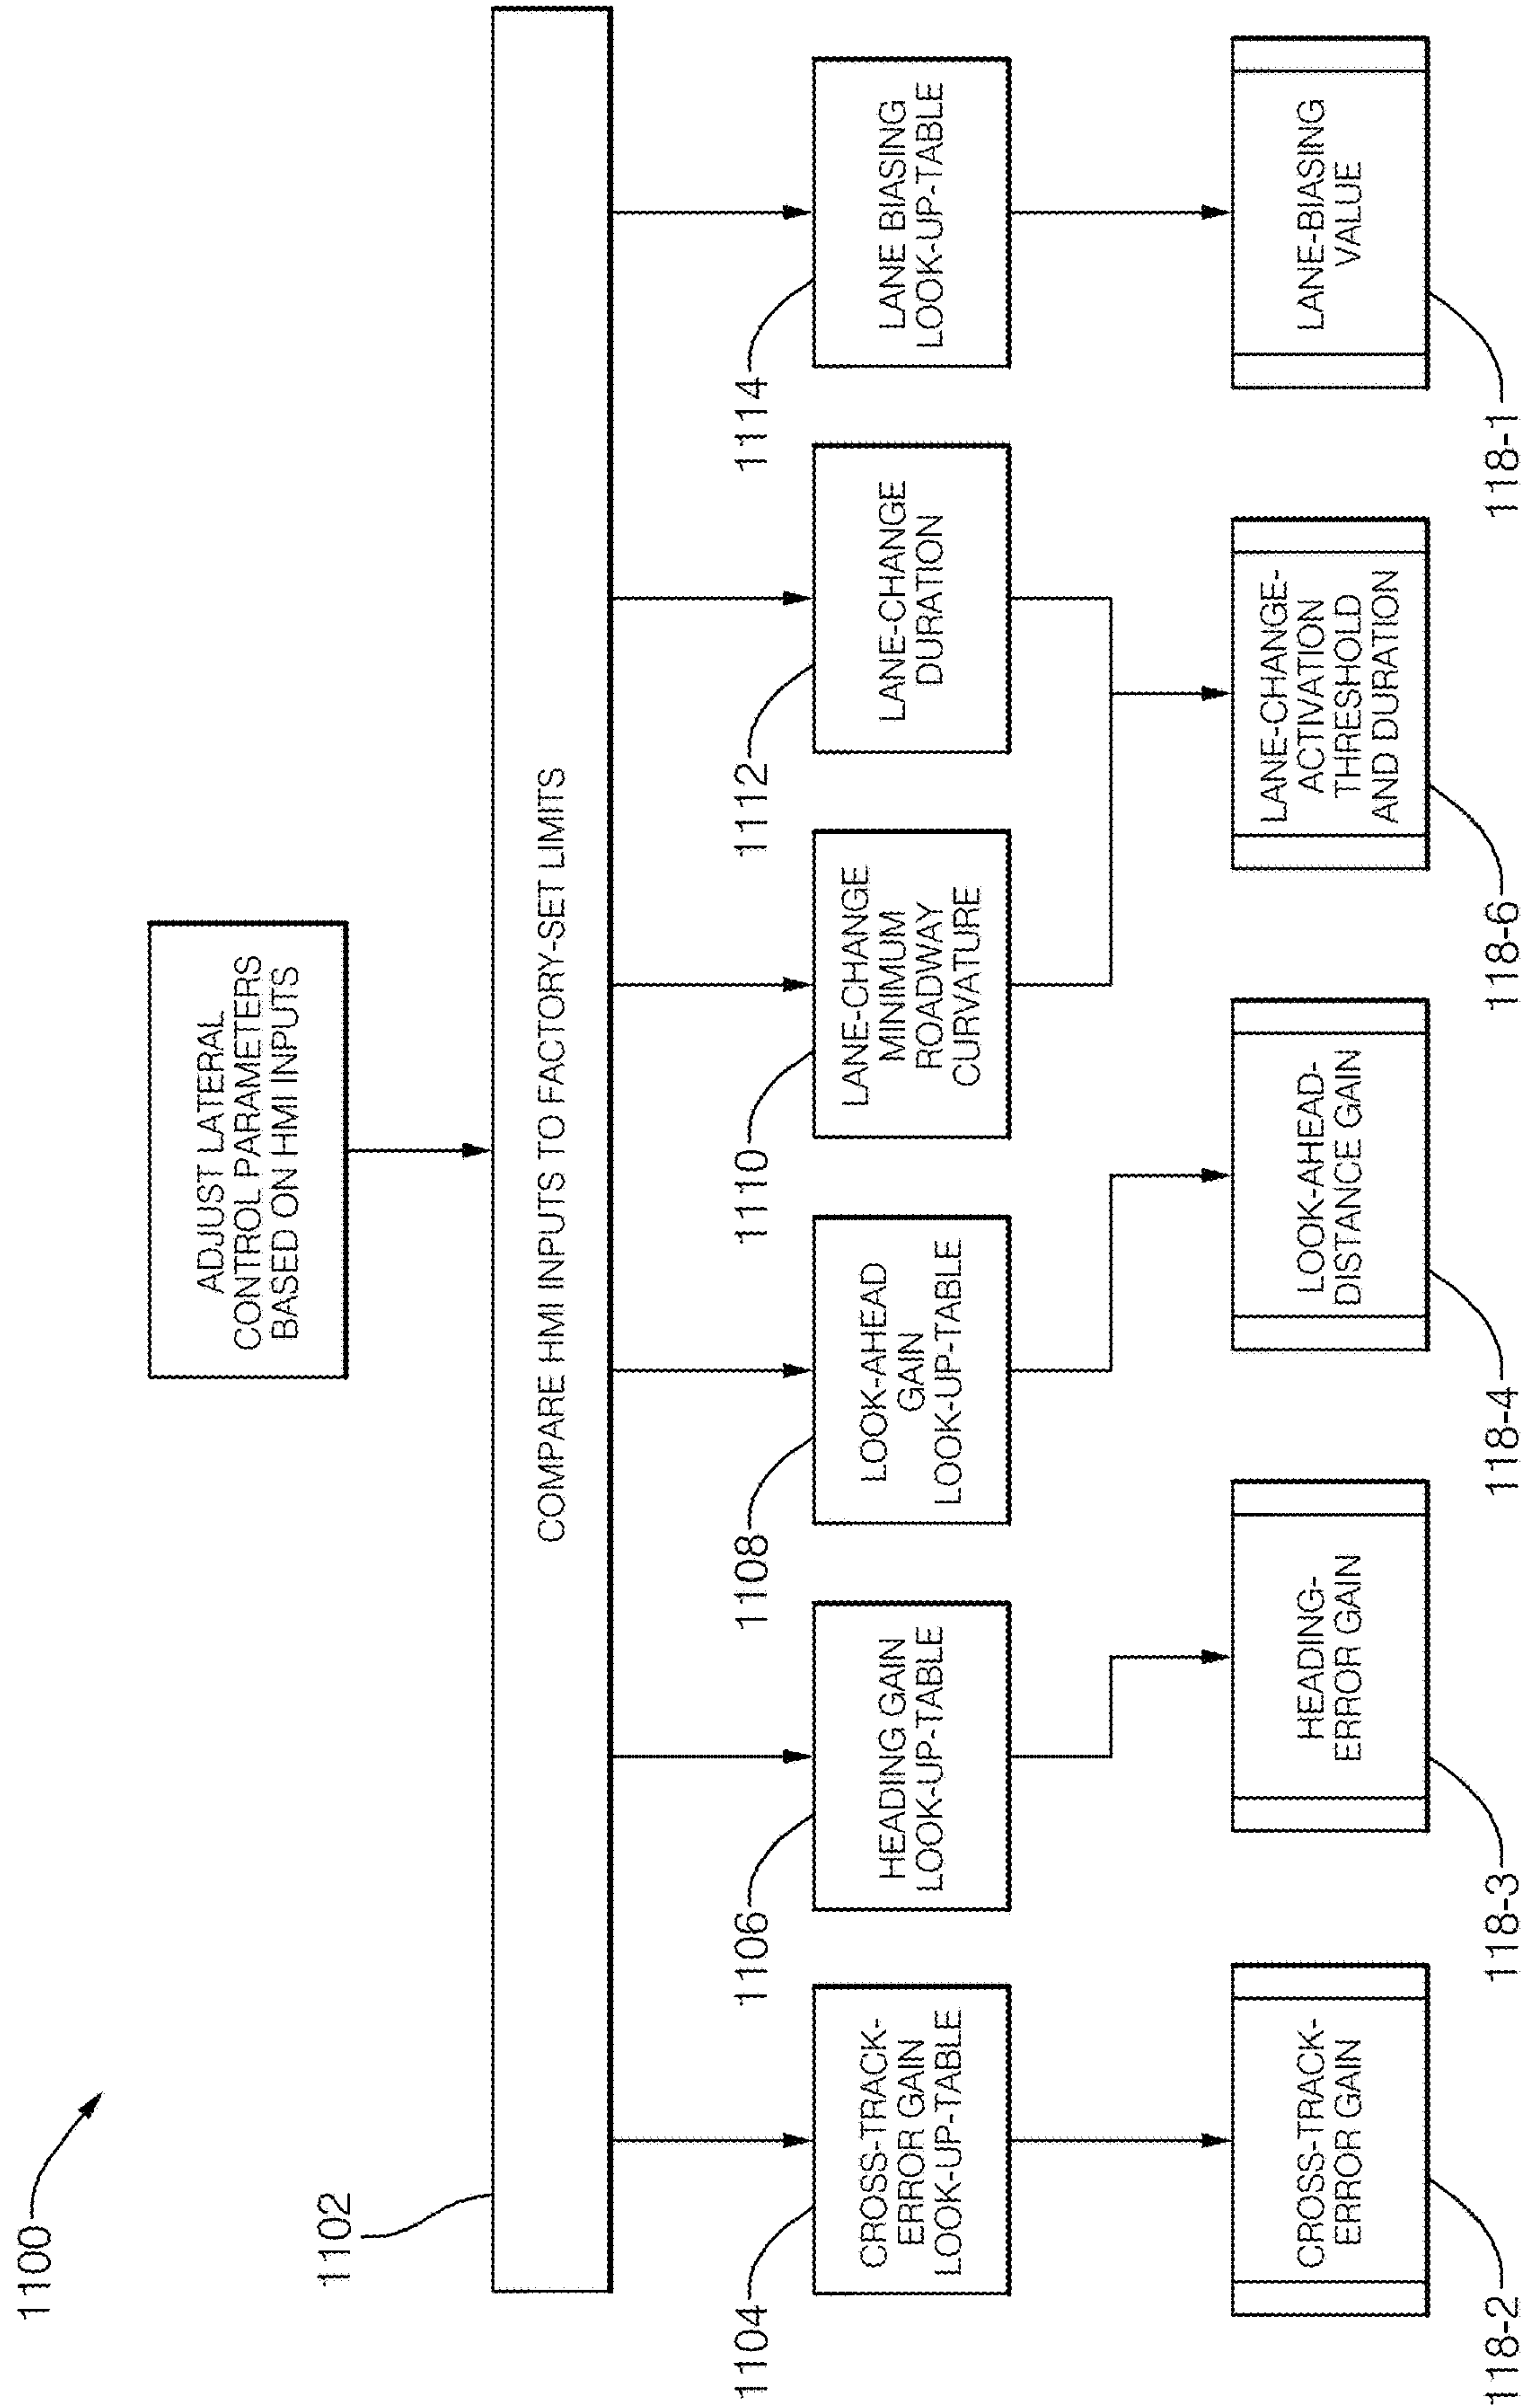 1100
ADJUST LATERAL
CONTROL PARAMETERS
BASED ON HMI INPUTS
1102
COMPARE HMI INPUTS TO FACTORY-SET LIMITS
1104
CROSS-TRACK-
ERROR GAIN
LOOK-UP-TABLE
1106
HEADING GAIN
LOOK-UP-TABLE
1108
LOOK-AHEAD
GAIN
LOOK-UP-TABLE
1110
LANE-CHANGE
MINIMUM
ROADWAY
CURVATURE
1112
LANE-CHANGE
DURATION
1114
LANE BIASING
LOOK-UP-TABLE
118-2
CROSS-TRACK-
ERROR GAIN
118-3
HEADING-
ERROR GAIN
118-4
LOOK-AHEAD-
DISTANCE GAIN
118-6
LANE-CHANGE-
ACTIVATION
THRESHOLD
AND DURATION
118-1
LANE-BIASING
VALUE